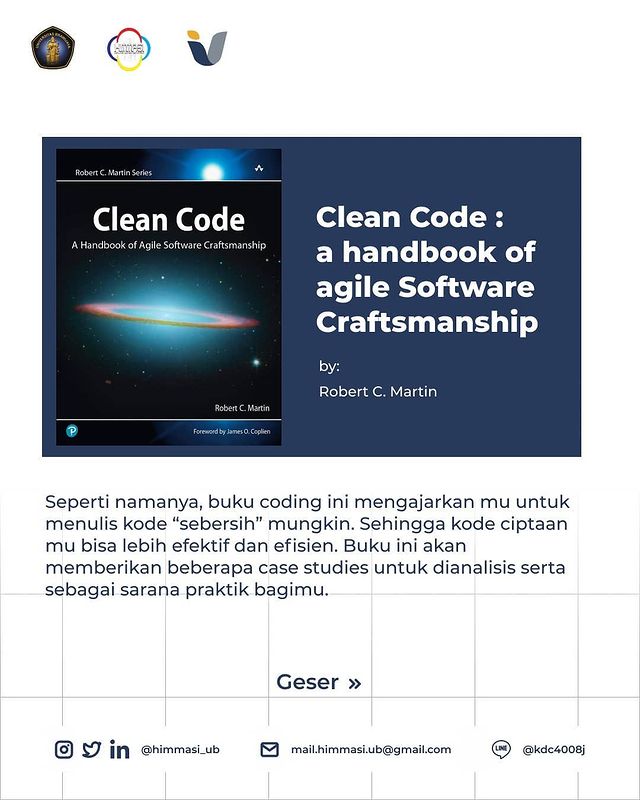 UNIVERSITAS BRAWIJAYA
Robert C. Martin Series
Clean Code
A Handbook of Agile Software Craftsmanship
Robert C. Martin
Foreword by James O. Coplien
Clean Code :
a handbook of
agile Software
Craftsmanship
by:
Robert C. Martin
Seperti namanya, buku coding ini mengajarkan mu untuk
menulis kode “sebersih” mungkin. Sehingga kode ciptaan
mu bisa lebih efektif dan efisien. Buku ini akan
memberikan beberapa case studies untuk dianalisis serta
sebagai sarana praktik bagimu.
Geser »
@himmasi_ub
mail.himmasi.ub@gmail.com
LINE
@kdc4008j